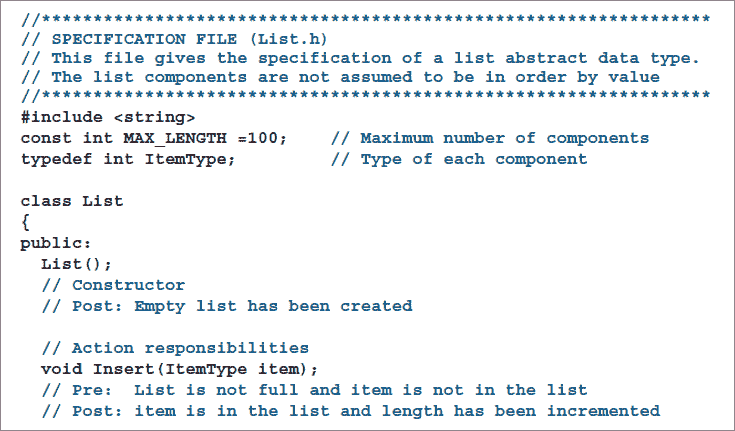 //*****************************************************************
// SPECIFICATION FILE (List.h)
// This file gives the specification of a list abstract data type.
// The list components are not assumed to be in order by value
//*****************************************************************
#include <string>
const int MAX_LENGTH =100;    // Maximum number of components
typedef int ItemType;         // Type of each component

class List
{
public:
  List();
  // Constructor
  // Post: Empty list has been created

  // Action responsibilities
  void Insert(ItemType item);
  // Pre:  List is not full and item is not in the list
  // Post: item is in the list and length has been incremented